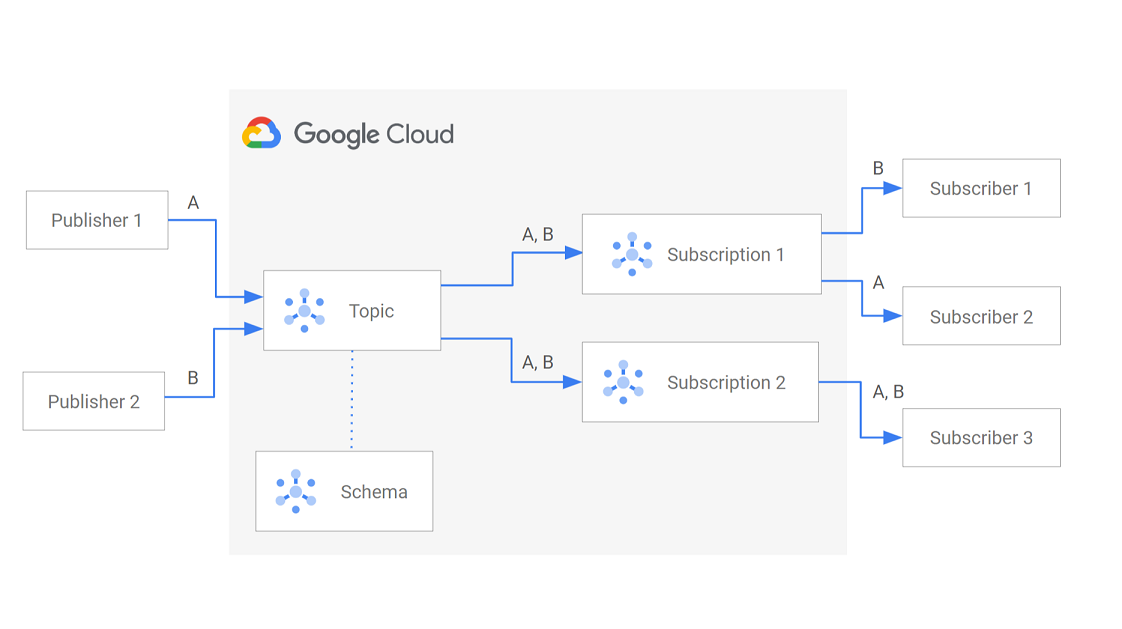 Google Cloud
B
Subscriber 1
A
Publisher 1
A, B
Subscription 1
A
Subscriber 2
Topic
B
Publisher 2
A, B
Subscription 2
A, B
Subscriber 3
Schema